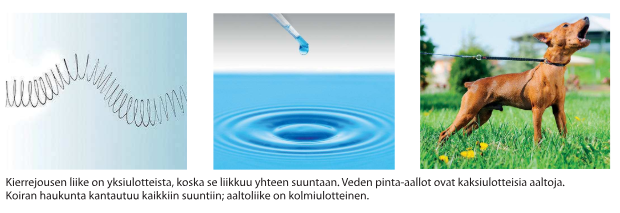 Kierrejousen liike on yksiulotteista, koska se liikkuu yhteen suuntaan. Veden pinta-aallot ovat kaksiulotteisia aaltoja.
Koiran haukunta kantautuu kaikkiin suuntiin; aaltoliike on kolmiulotteinen.